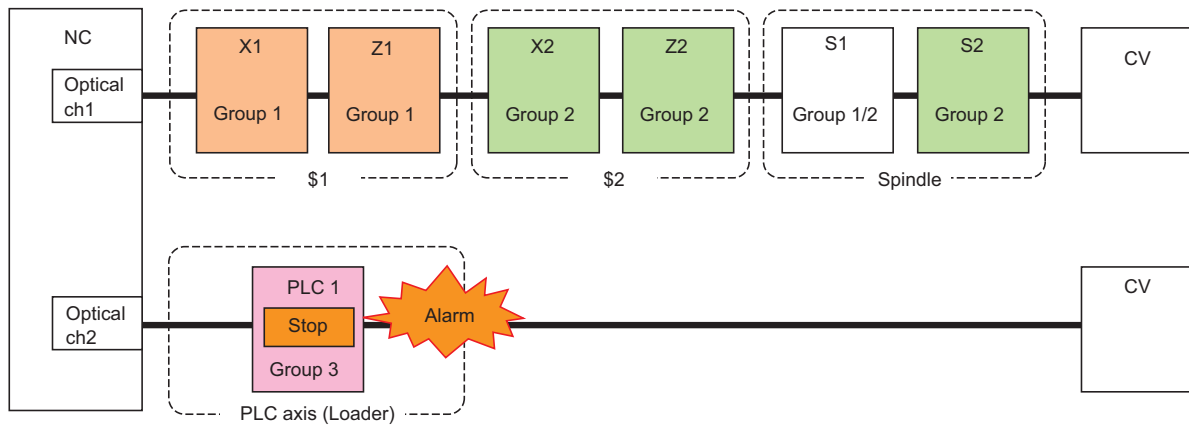 NC
Optical
ch1
X1
Group 1
Z1
Group 1
$1
X2
Group 2
Z2
Group 2
$2
S1
Group 1/2
S2
Group 2
Spindle
CV
Optical
ch2
PLC 1
Stop
Group 3
Alarm
PLC axis (Loader)
CV